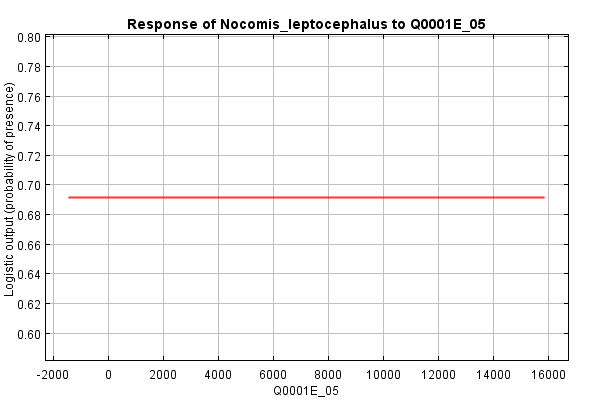 Response of Nocomis_leptocephalus to Q0001E_05
Logistic output (probability of presence)
0.80
0.78
0.76
0.74
0.72
0.70
0.68
0.66
0.64
0.62
0.60
-2000 0 2000 4000 6000 8000 10000 12000 14000 16000
Q0001E_05